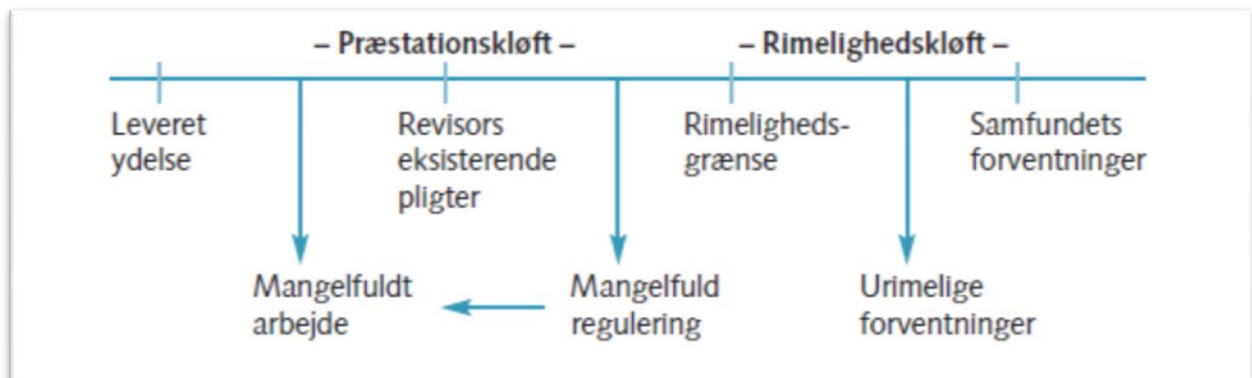 – Præstationskløft –
– Rimelighedskløft –
Leveret
ydelse
Revisors
eksisterende
pligter
Rimeligheds-
grænse
Samfundets
forventninger
Mangelfuldt
arbejde
Mangelfuld
regulering
Urimelige
forventninger